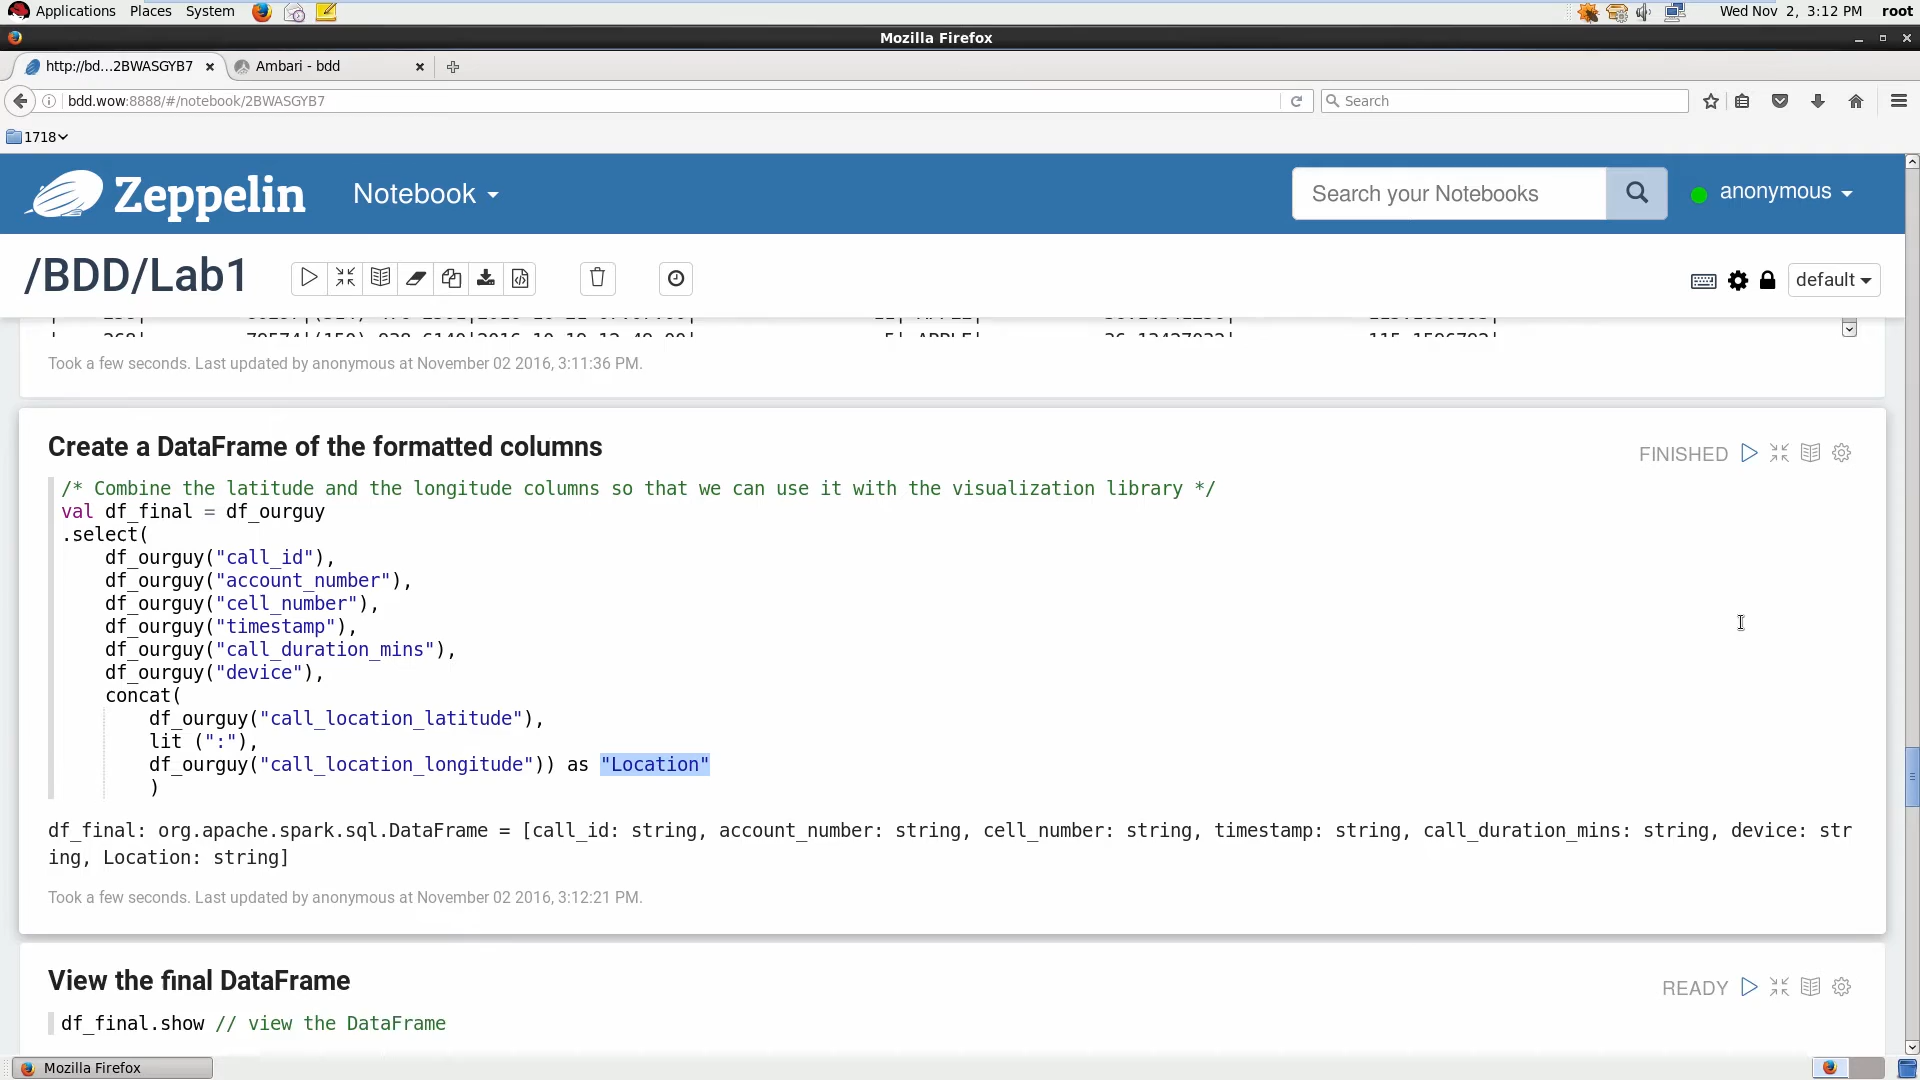 Applications Places System
Wed Nov 2, 3:12 PM root
Mozilla Firefox
http://bd...2BWASGYB7
Ambari - bdd
bdd.wow:8888/#/notebook/2BWASGYB7
Search
1718
Zeppelin
Notebook
Search your Notebooks
anonymous
/BDD/Lab1
default
Took a few seconds. Last updated by anonymous at November 02 2016, 3:11:36 PM.
Create a DataFrame of the formatted columns
FINISHED
/* Combine the latitude and the longitude columns so that we can use it with the visualization library */
val df_final = df_ourguy
.select(
df_ourguy("call_id"),
df_ourguy("account_number"),
df_ourguy("cell_number"),
df_ourguy("timestamp"),
df_ourguy("call_duration_mins"),
df_ourguy("device"),
concat(
df_ourguy("call_location_latitude"),
lit (":"),
df_ourguy("call_location_longitude")) as "Location"
)
df_final: org.apache.spark.sql.DataFrame = [call_id: string, account_number: string, cell_number: string, timestamp: string, call_duration_mins: string, device: str
ing, Location: string]
Took a few seconds. Last updated by anonymous at November 02 2016, 3:12:21 PM.
View the final DataFrame
READY
df_final.show // view the DataFrame
Mozilla Firefox